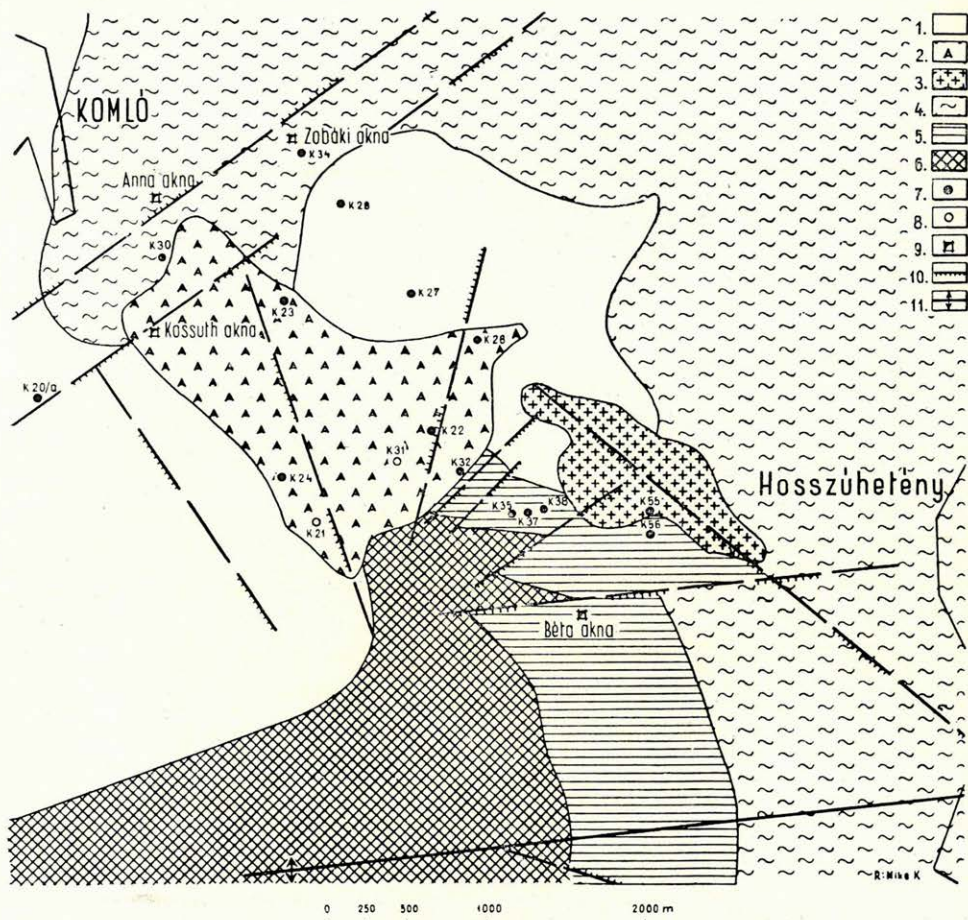 KOMLÓ
Zobáki akna
K34
Anna akna
K28
K30
K27
K23
Kossuth akna
K28
K20/a
K22
K31
K32
K24
Hosszúhetény
K35
K38
K37
K55
K21
K56
Béta akna
R: Mike K
0 250 500 1000 2000 m
1.
2. A
3.
4.
5.
6.
7.
8.
9.
10.
11.